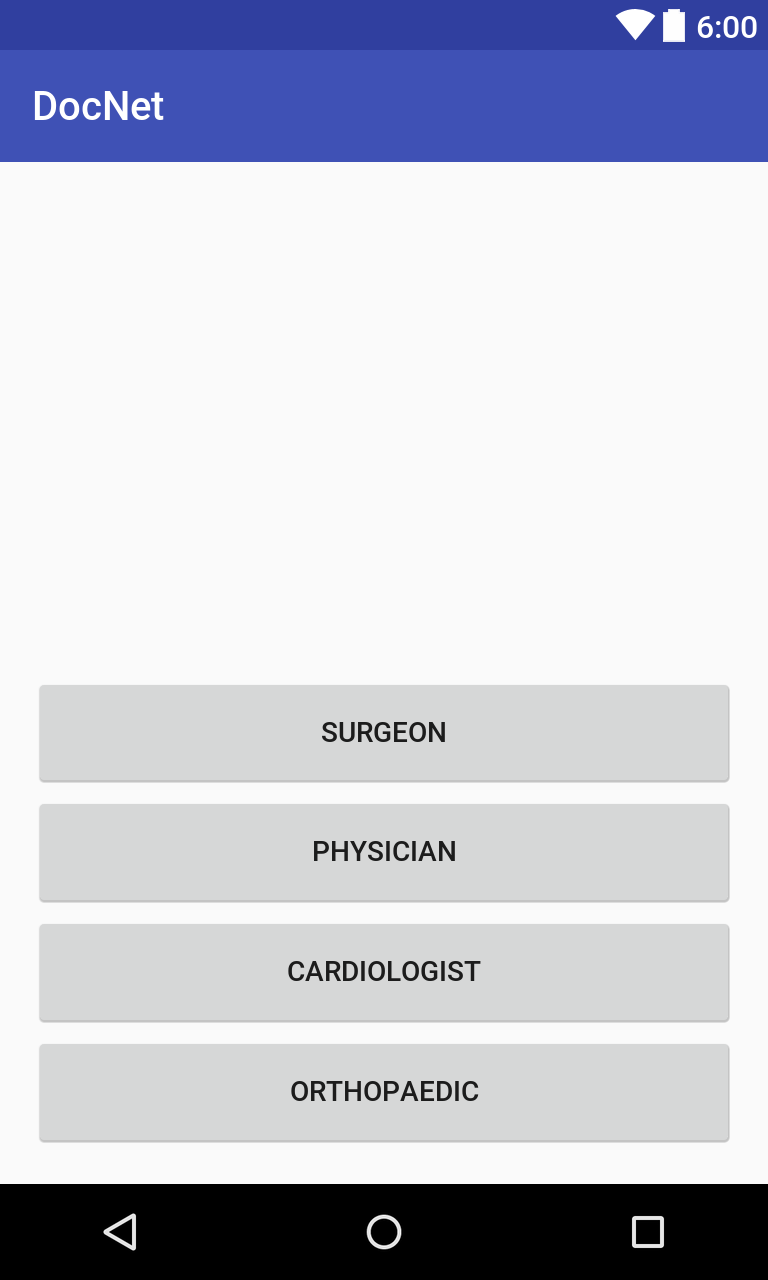 6:00
DocNet
SURGEON
PHYSICIAN
CARDIOLOGIST
ORTHOPAEDIC